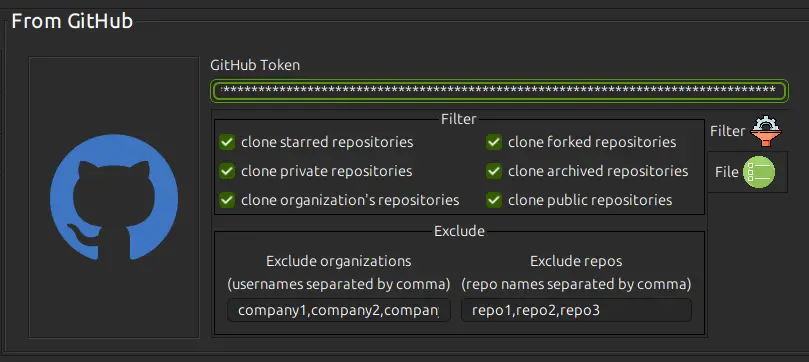 From GitHub
GitHub Token
Filter
clone starred repositories
clone forked repositories
clone private repositories
clone archived repositories
clone organization's repositories
clone public repositories
Filter
File
Exclude
Exclude organizations
(usernames separated by comma)
company1,company2,compan
Exclude repos
(repo names separated by comma)
repo1,repo2,repo3